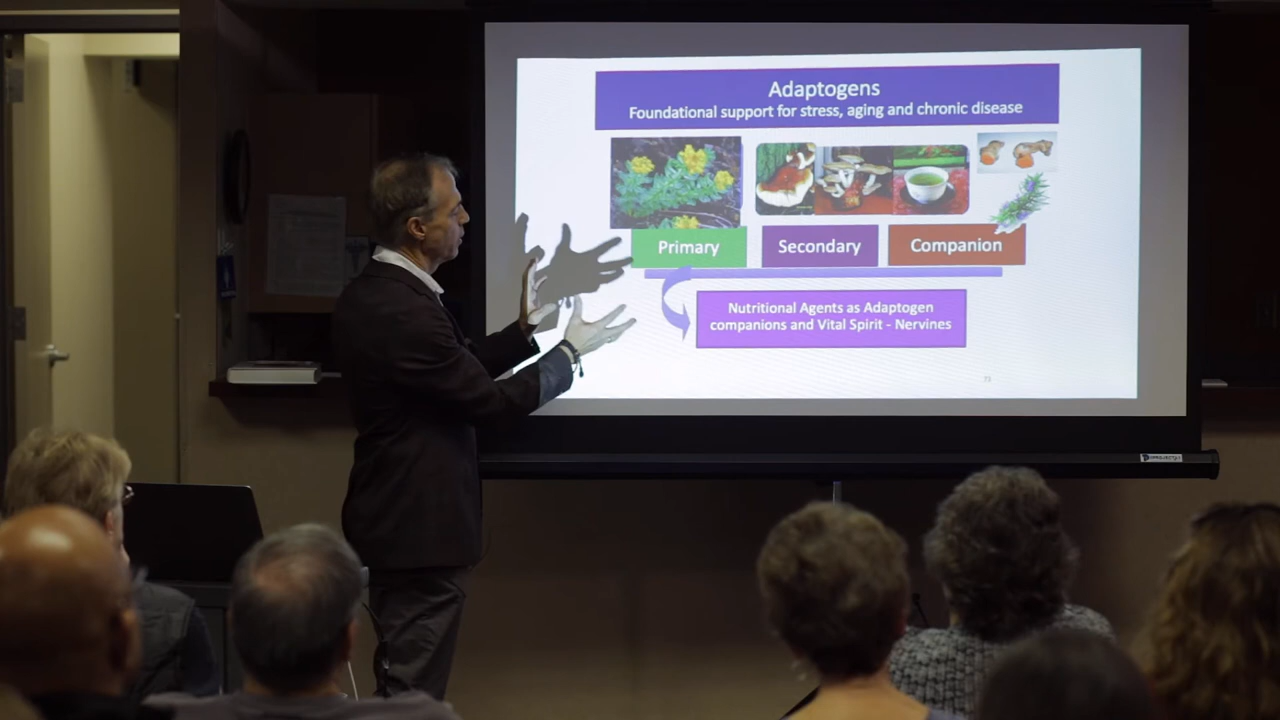 Adaptogens
Foundational support for stress, aging and chronic disease
Primary
Secondary
Companion
Nutritional Agents as Adaptogen
companions and Vital Spirit - Nervines